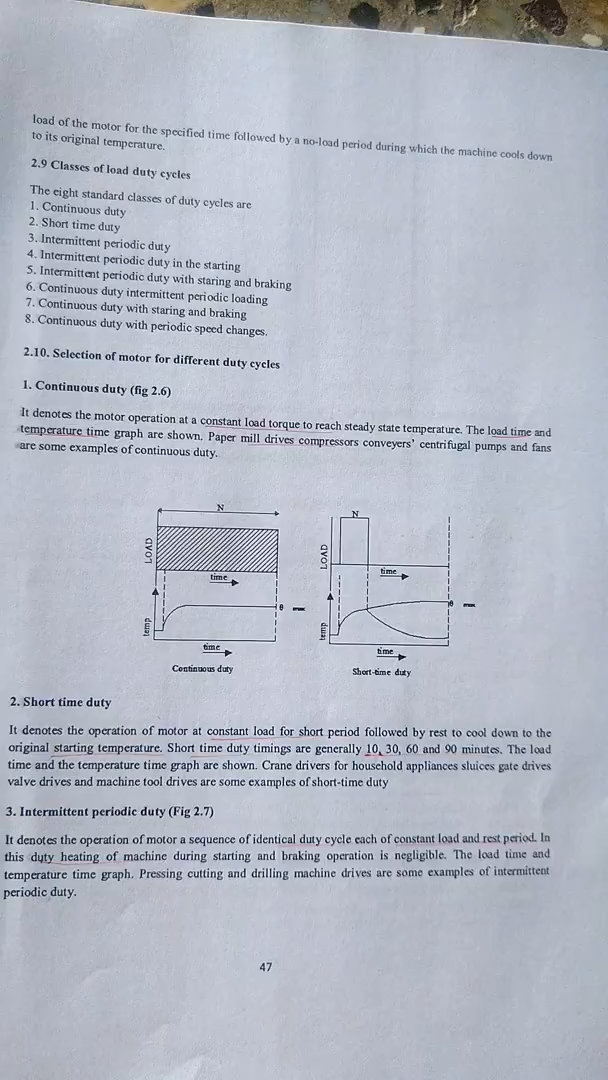 load of the motor for the specified time followed by a no-load period during which the machine cools down
to its original temperature.
2.9 Classes of load duty cycles
The eight standard classes of duty cycles are
1. Continuous duty
2. Short time duty
3. Intermittent periodic duty
4. Intermittent periodic duty in the starting
5. Intermittent periodic duty with staring and braking
6. Continuous duty intermittent periodic loading
7. Continuous duty with staring and braking
8. Continuous duty with periodic speed changes.
2.10. Selection of motor for different duty cycles
1. Continuous duty (fig 2.6)
It denotes the motor operation at a constant load torque to reach steady state temperature. The load time and
temperature time graph are shown. Paper mill drives compressors conveyers' centrifugal pumps and fans
are some examples of continuous duty.
N
LOAD
time
temp
θ
time
Continuous duty
N
LOAD
time
temp
θ
time
Short-time duty
2. Short time duty
It denotes the operation of motor at constant load for short period followed by rest to cool down to the
original starting temperature. Short time duty timings are generally 10, 30, 60 and 90 minutes. The load
time and the temperature time graph are shown. Crane drivers for household appliances sluices gate drives
valve drives and machine tool drives are some examples of short-time duty
3. Intermittent periodic duty (Fig 2.7)
It denotes the operation of motor a sequence of identical duty cycle each of constant load and rest period. In
this duty heating of machine during starting and braking operation is negligible. The load time and
temperature time graph. Pressing cutting and drilling machine drives are some examples of intermittent
periodic duty.
47